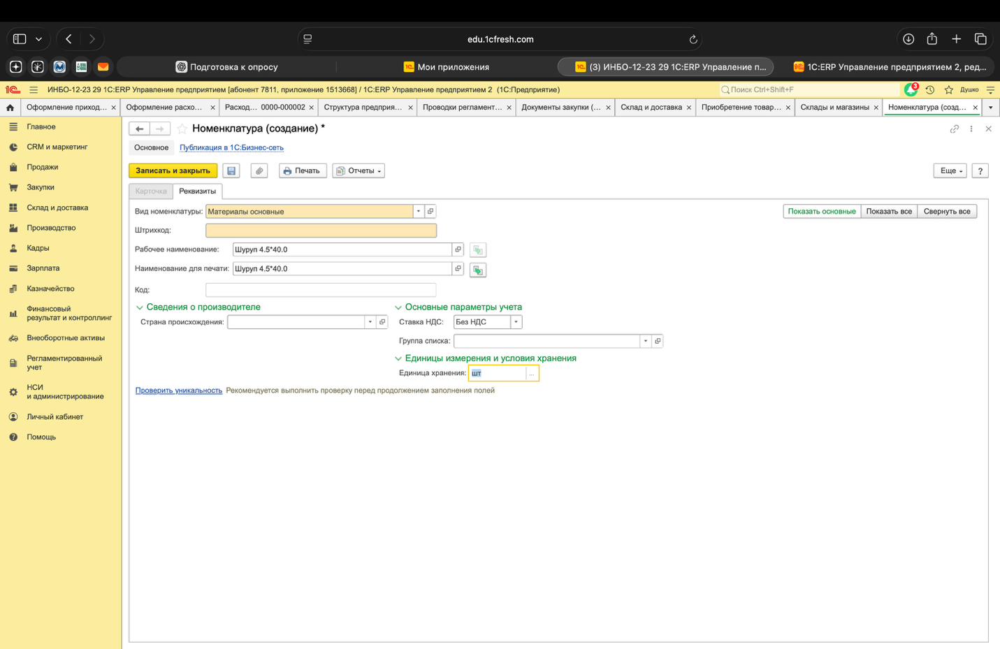 edu.1cfresh.com
Подготовка к опросу
Мои приложения
(3) ИНБО-12-23 29 1С:ERP Управление п...
1С:ERP Управление предприятием 2, ред...
ИНБО-12-23 29 1С:ERP Управление предприятием [абонент 7811, приложение 1513668] / 1С:ERP Управление предприятием 2 (1С:Предприятие)
Поиск Ctrl+Shift+F
3
Душко
Оформление приход... ×
Оформление расхо... ×
Расход... 0000-000002 ×
Структура предприя... ×
Проводки регламент... ×
Документы закупки (... ×
Склад и доставка ×
Приобретение товар... ×
Склады и магазины ×
Номенклатура (созд... ×
Главное
CRM и маркетинг
Продажи
Закупки
Склад и доставка
Производство
Кадры
Зарплата
Казначейство
Финансовый
результат и контроллинг
Внеоборотные активы
Регламентированный
учет
НСИ
и администрирование
Личный кабинет
Помощь
Номенклатура (создание) *
Основное
Публикация в 1С:Бизнес-сеть
Записать и закрыть
Печать
Отчеты
Еще
?
Карточка
Реквизиты
Вид номенклатуры: Материалы основные
Показать основные
Показать все
Свернуть все
Штрихкод:
Рабочее наименование: Шуруп 4.5*40.0
Наименование для печати: Шуруп 4.5*40.0
Код:
Сведения о производителе
Страна происхождения:
Основные параметры учета
Ставка НДС: Без НДС
Группа списка:
Единицы измерения и условия хранения
Единица хранения: шт ...
Проверить уникальность Рекомендуется выполнить проверку перед продолжением заполнения полей